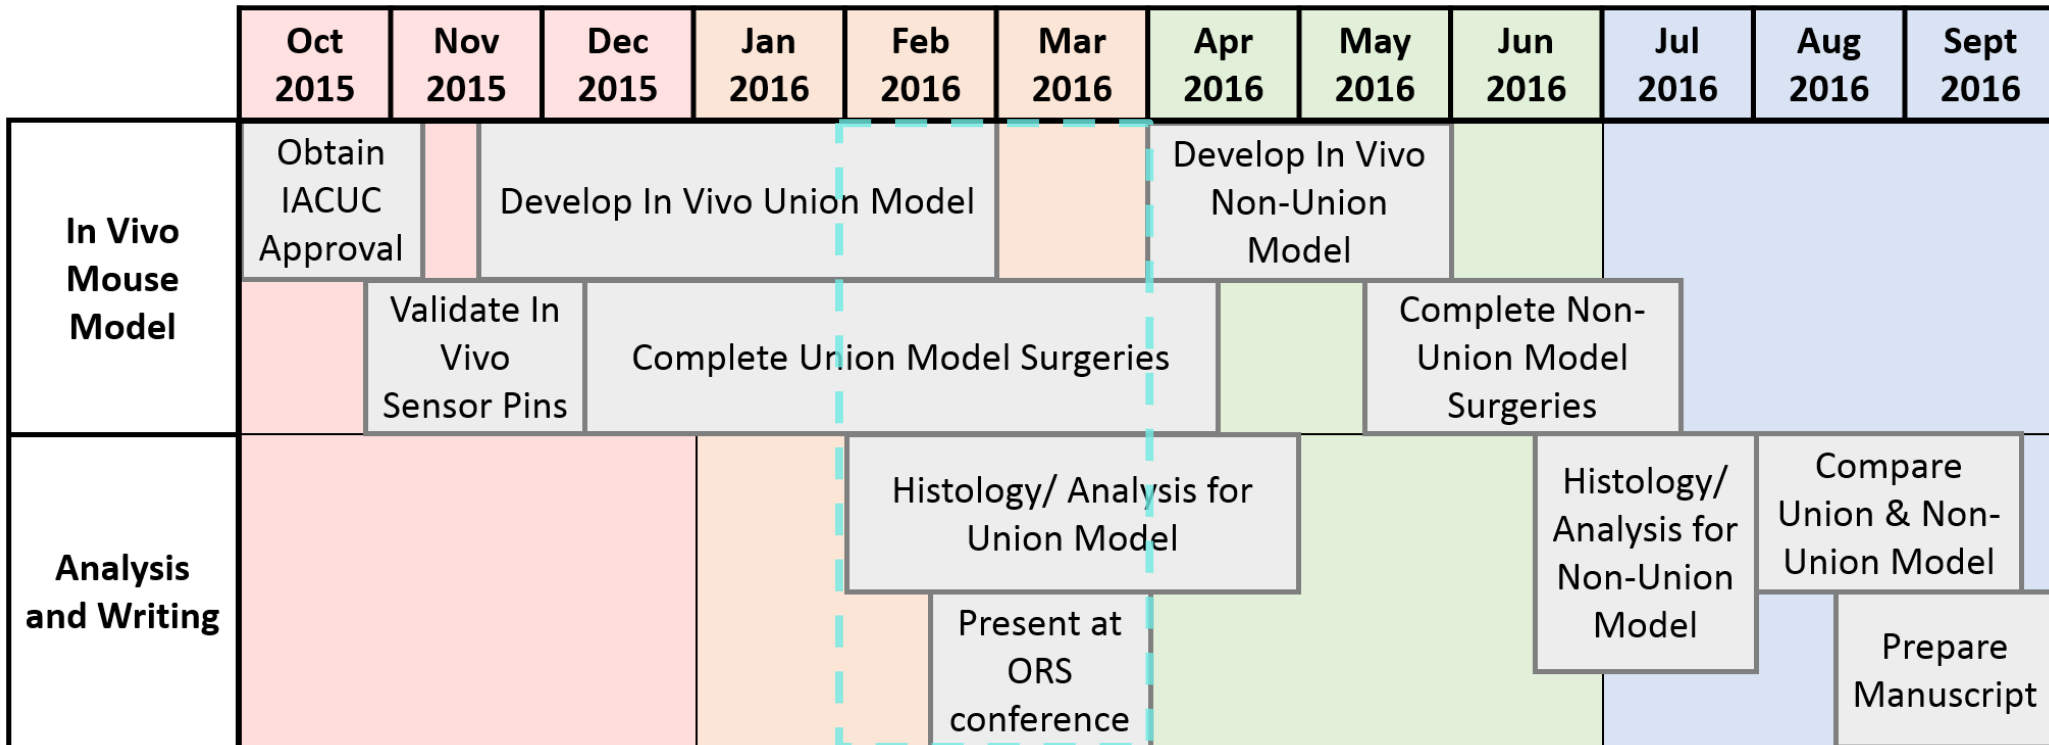 Oct
2015
Nov
2015
Dec
2015
Jan
2016
Feb
2016
Mar
2016
Apr
2016
May
2016
Jun
2016
Jul
2016
Aug
2016
Sept
2016
In Vivo
Mouse
Model
Obtain
IACUC
Approval
Develop In Vivo Union Model
Develop In Vivo
Non-Union
Model
Validate In
Vivo
Sensor Pins
Complete Union Model Surgeries
Complete Non-
Union Model
Surgeries
Analysis
and Writing
Histology/ Analysis for
Union Model
Histology/
Analysis for
Non-Union
Model
Compare
Union & Non-
Union Model
Present at
ORS
conference
Prepare
Manuscript